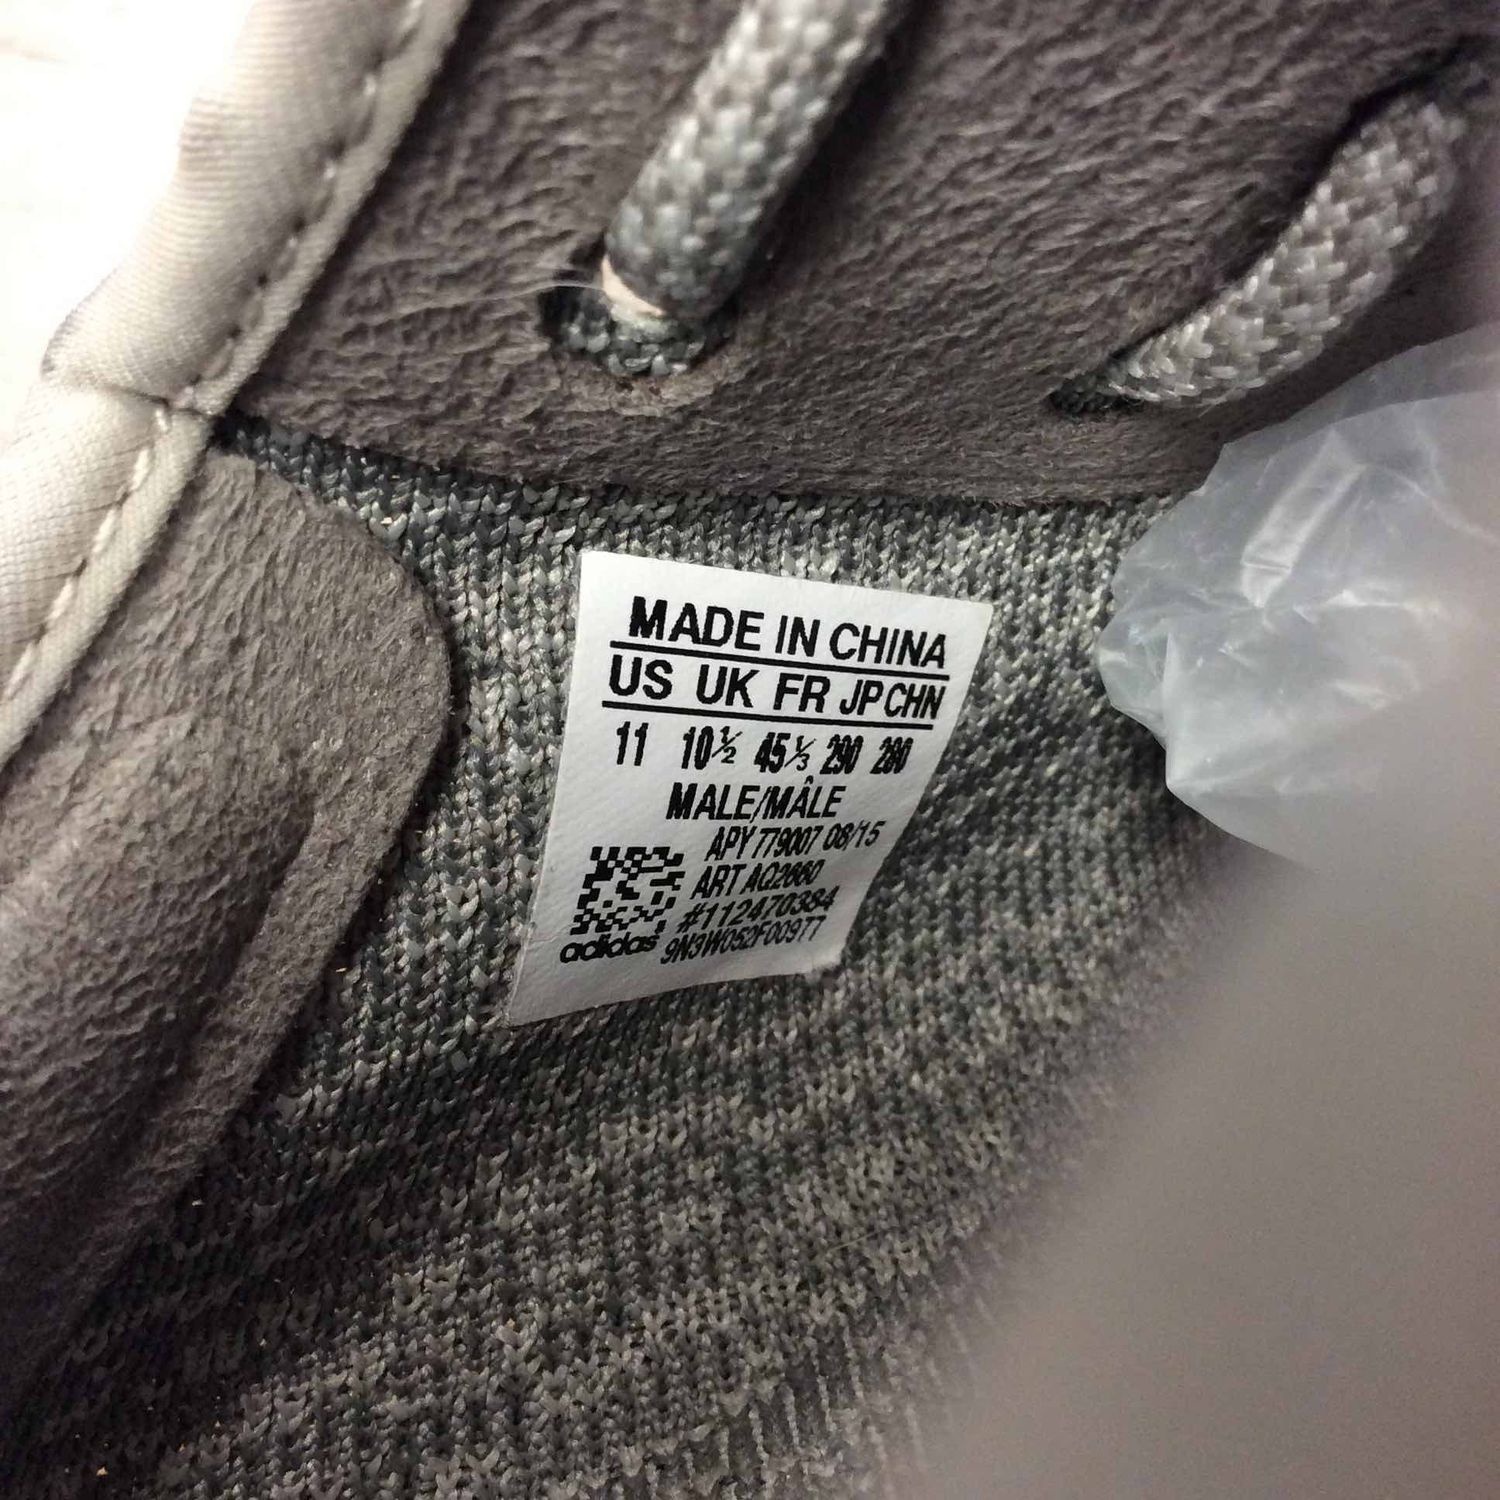 MADE IN CHINA
US UK FR JP CHN
11 10½ 45⅓ 290 280
MALE/MÂLE
APY 779007 08/15
ART AQ2660
#112470384
adidas 9N3W052F00977